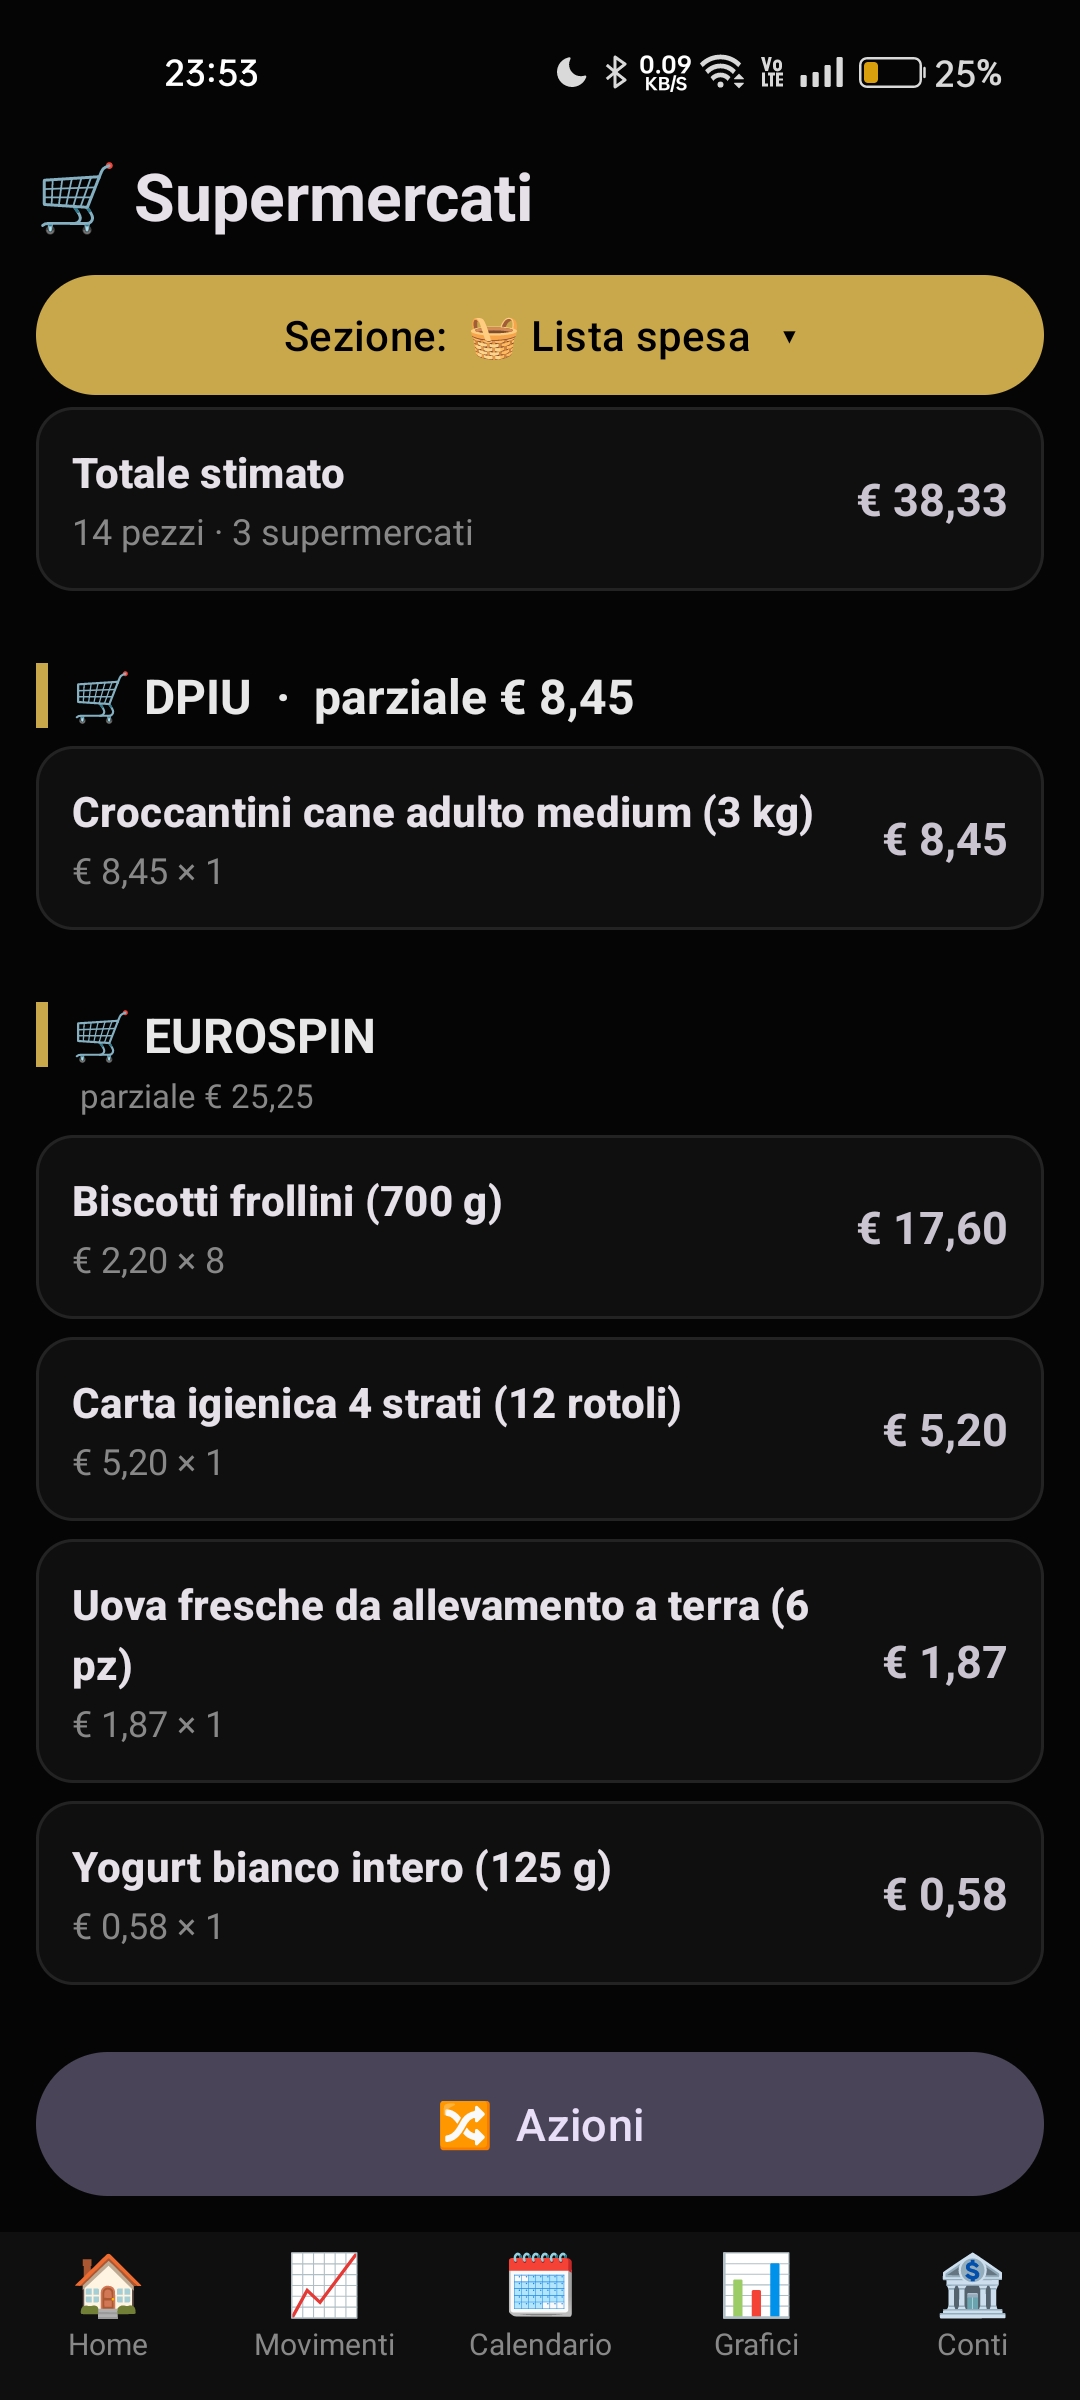 23:53
0.09 KB/S
Vo LTE
25%
Supermercati
Sezione: Lista spesa ▼
Totale stimato
14 pezzi · 3 supermercati
€ 38,33
DPIU · parziale € 8,45
Croccantini cane adulto medium (3 kg)
€ 8,45 × 1
€ 8,45
EUROSPIN
parziale € 25,25
Biscotti frollini (700 g)
€ 2,20 × 8
€ 17,60
Carta igienica 4 strati (12 rotoli)
€ 5,20 × 1
€ 5,20
Uova fresche da allevamento a terra (6
pz)
€ 1,87 × 1
€ 1,87
Yogurt bianco intero (125 g)
€ 0,58 × 1
€ 0,58
Azioni
Home
Movimenti
Calendario
Grafici
Conti